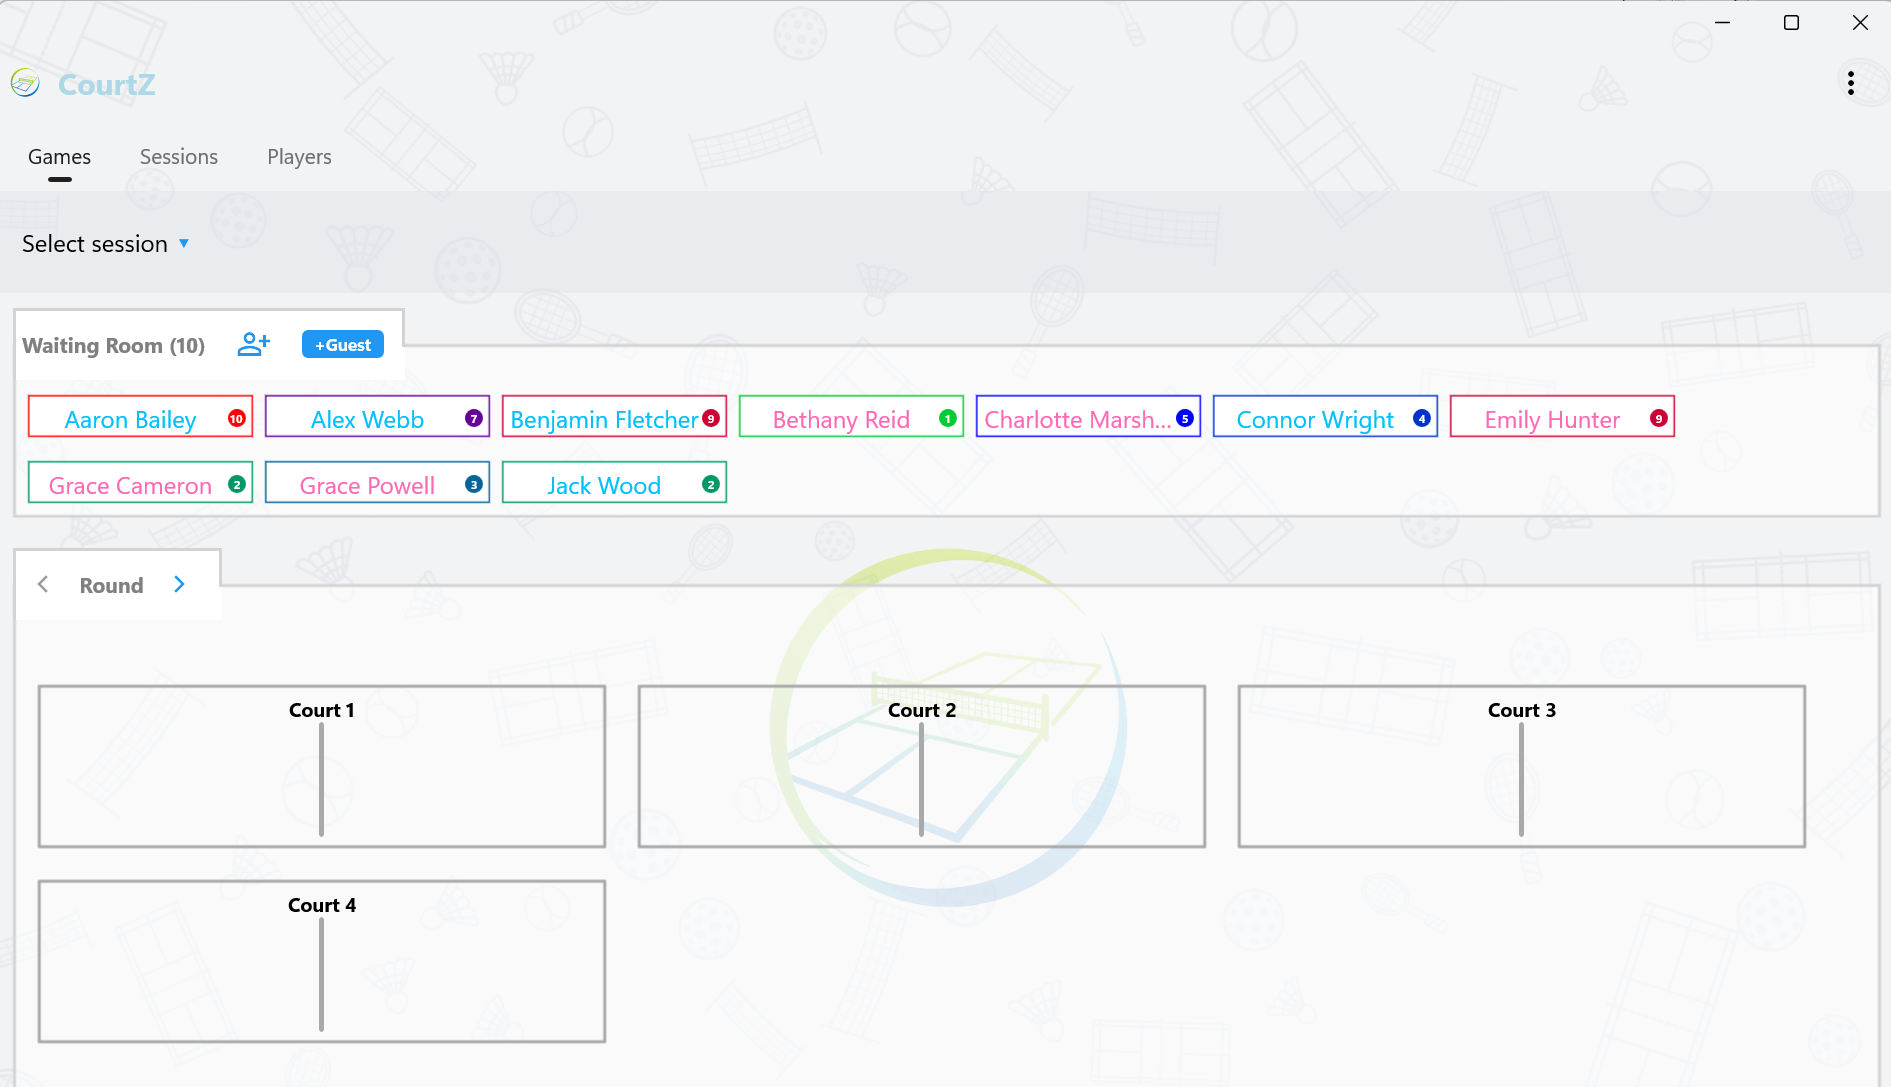 CourtZ
Games Sessions Players
Select session
Waiting Room (10) +Guest
Aaron Bailey 10 Alex Webb 7 Benjamin Fletcher 9 Bethany Reid 1 Charlotte Marsh... 5 Connor Wright 4 Emily Hunter 9
Grace Cameron 2 Grace Powell 3 Jack Wood 2
Round
Court 1 Court 2 Court 3
Court 4